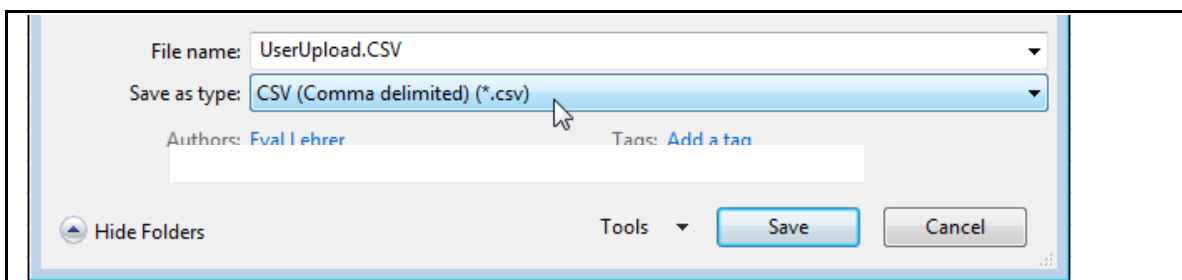 File name: UserUpload.CSV
Save as type: CSV (Comma delimited) (*.csv)
Authors: Eyal Lehrer Tags: Add a tag
Hide Folders Tools Save Cancel